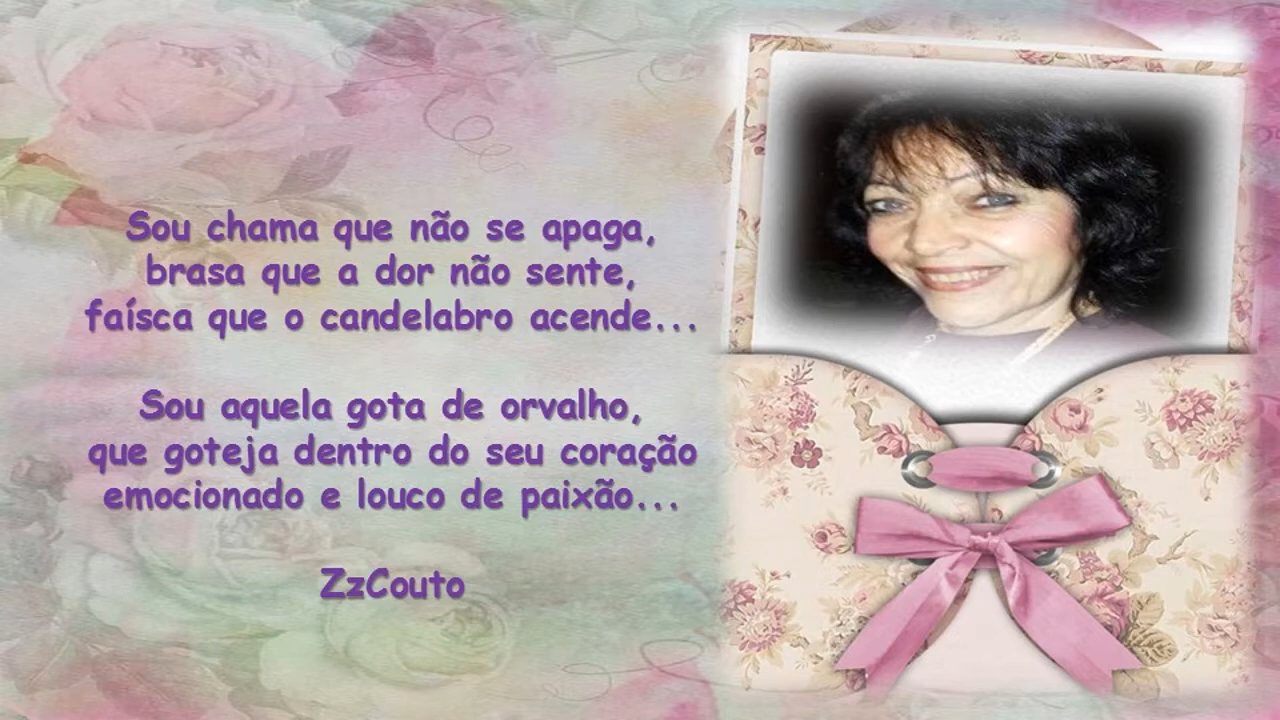 Sou chama que não se apaga,
brasa que a dor não sente,
faísca que o candelabro acende...
Sou aquela gota de orvalho,
que goteja dentro do seu coração
emocionado e louco de paixão...
ZzCouto